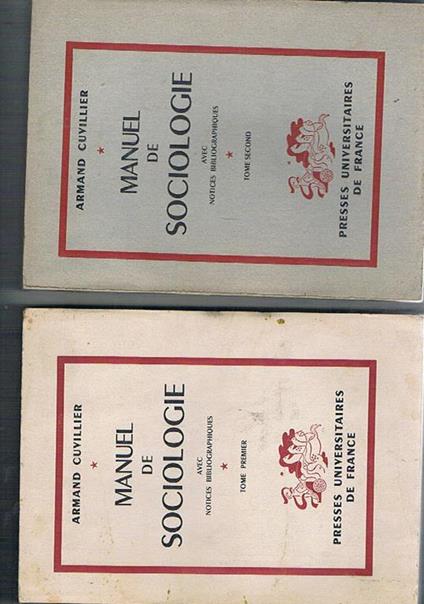 ARMAND CUVILLIER
MANUEL
DE
SOCIOLOGIE
AVEC
NOTICES BIBLIOGRAPHIQUES
TOME SECOND
PRESSES UNIVERSITAIRES
DE FRANCE
ARMAND CUVILLIER
MANUEL
DE
SOCIOLOGIE
AVEC
NOTICES BIBLIOGRAPHIQUES
TOME PREMIER
PRESSES UNIVERSITAIRES
DE FRANCE